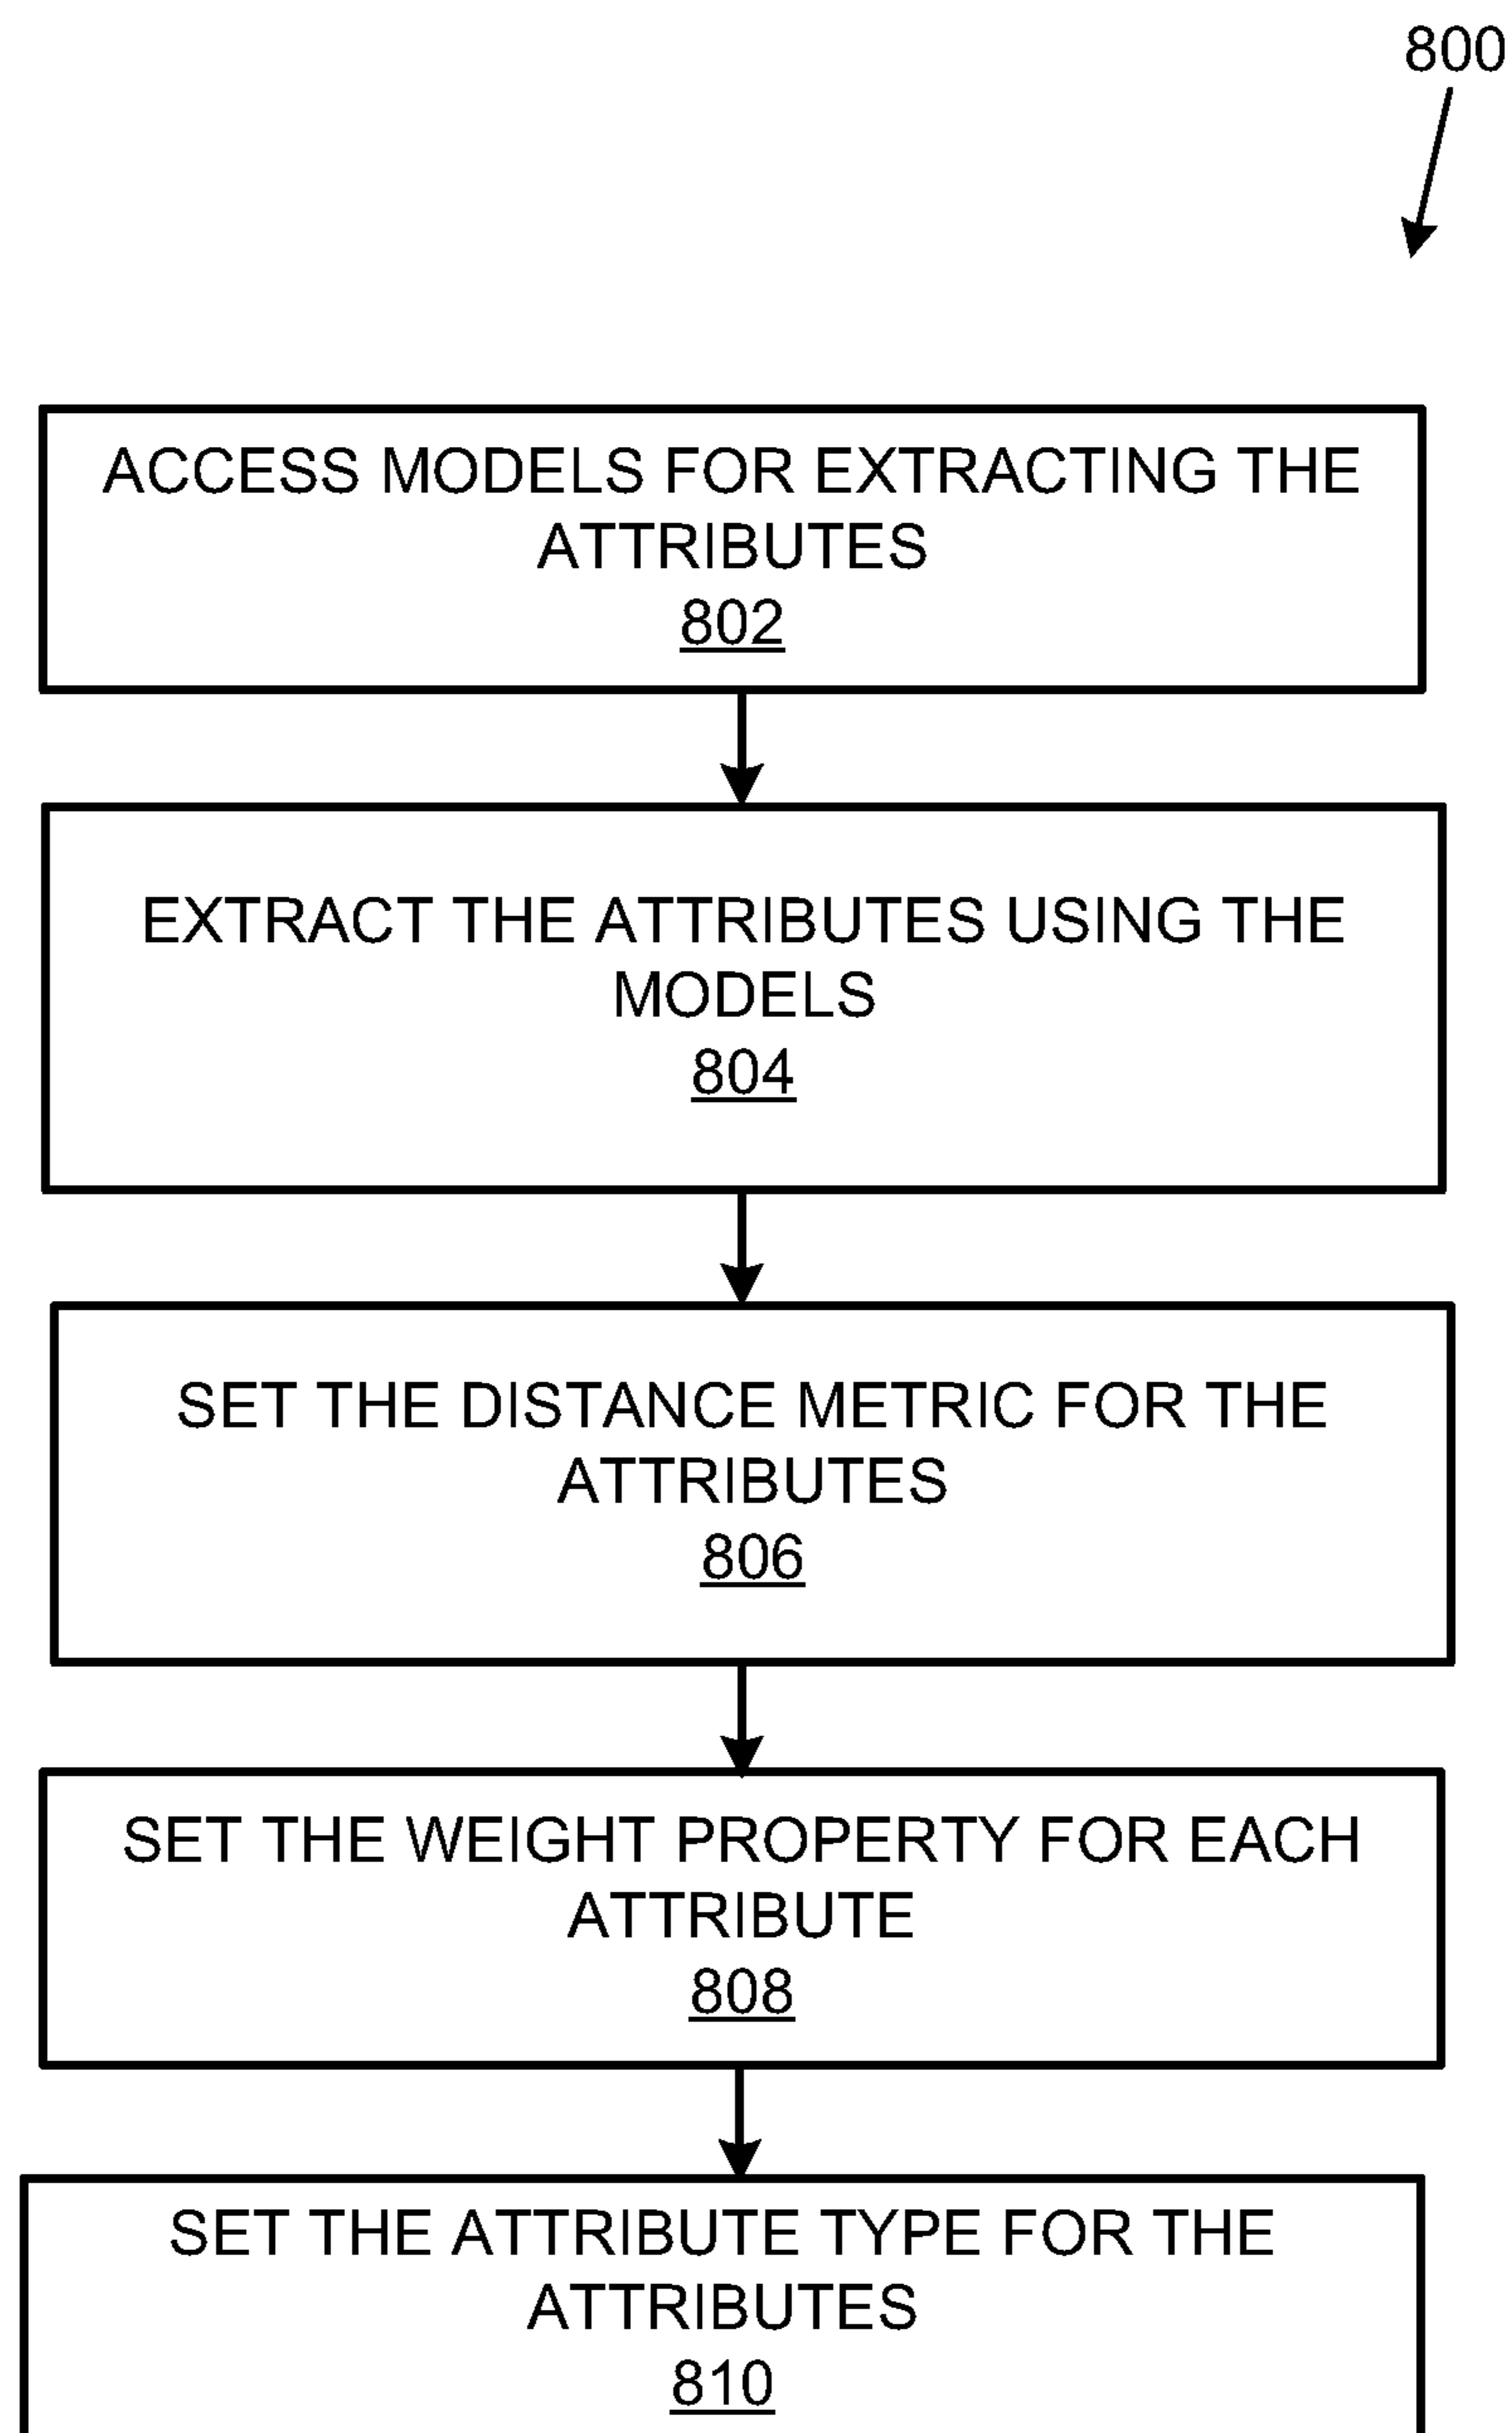 800
ACCESS MODELS FOR EXTRACTING THE
ATTRIBUTES
802
EXTRACT THE ATTRIBUTES USING THE
MODELS
804
SET THE DISTANCE METRIC FOR THE
ATTRIBUTES
806
SET THE WEIGHT PROPERTY FOR EACH
ATTRIBUTE
808
SET THE ATTRIBUTE TYPE FOR THE
ATTRIBUTES
810